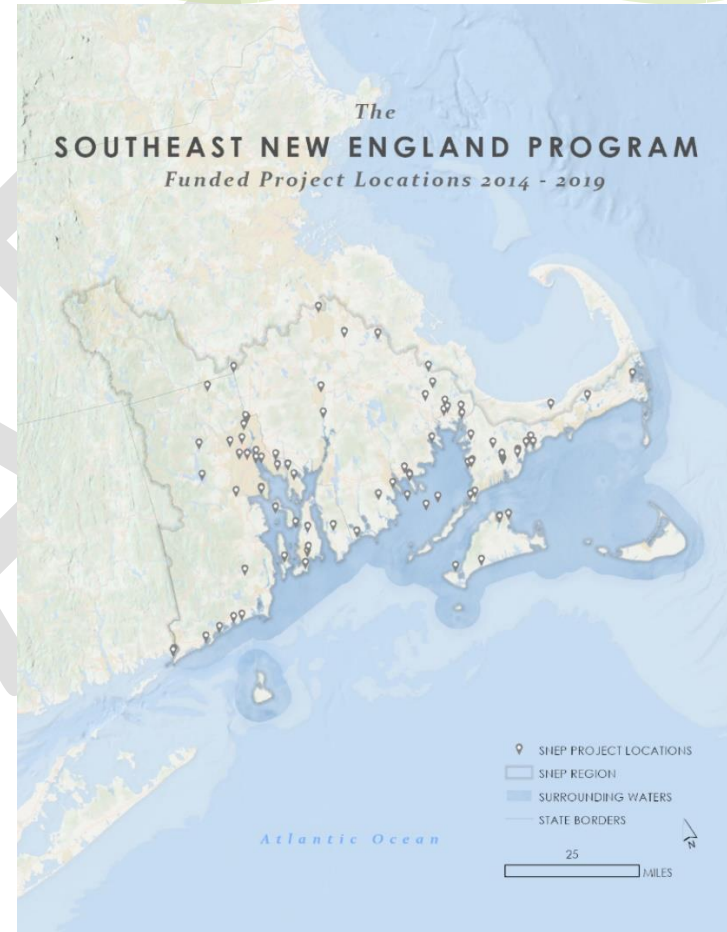 The
SOUTHEAST NEW ENGLAND PROGRAM
Funded Project Locations 2014 - 2019
SNEP PROJECT LOCATIONS
SNEP REGION
SURROUNDING WATERS
STATE BORDERS
Atlantic Ocean
N
25
MILES